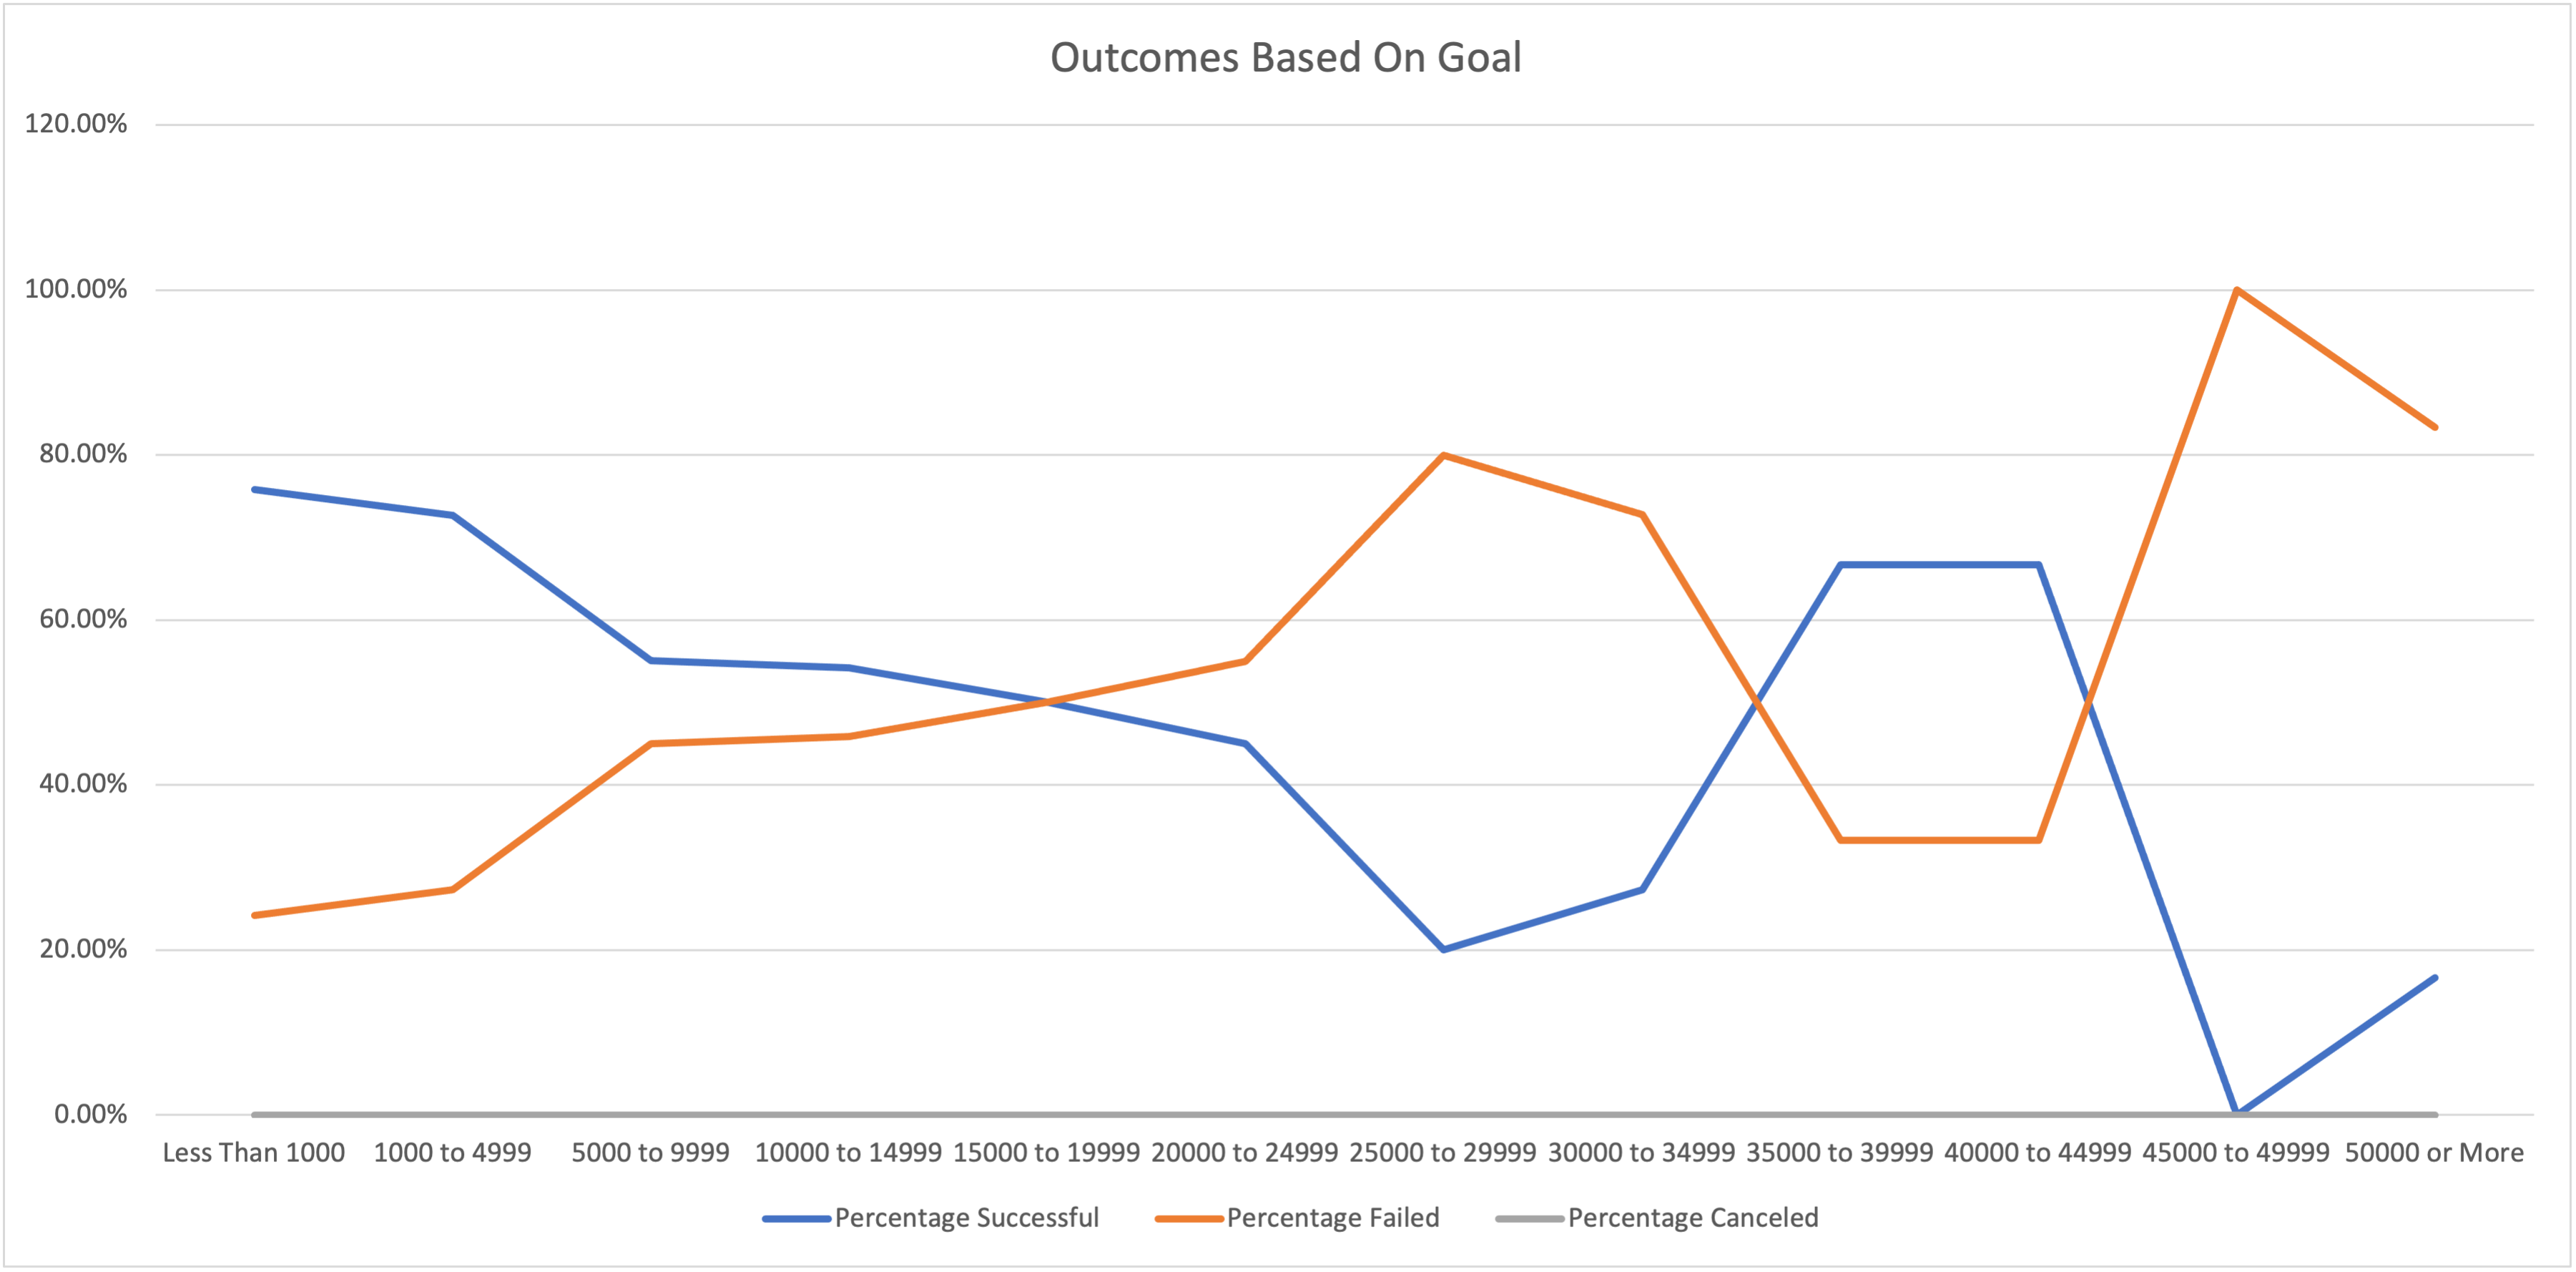 Outcomes Based On Goal
120.00%
100.00%
80.00%
60.00%
40.00%
20.00%
0.00%
Less Than 1000 1000 to 4999 5000 to 9999 10000 to 14999 15000 to 19999 20000 to 24999 25000 to 29999 30000 to 34999 35000 to 39999 40000 to 44999 45000 to 49999 50000 or More
Percentage Successful Percentage Failed Percentage Canceled